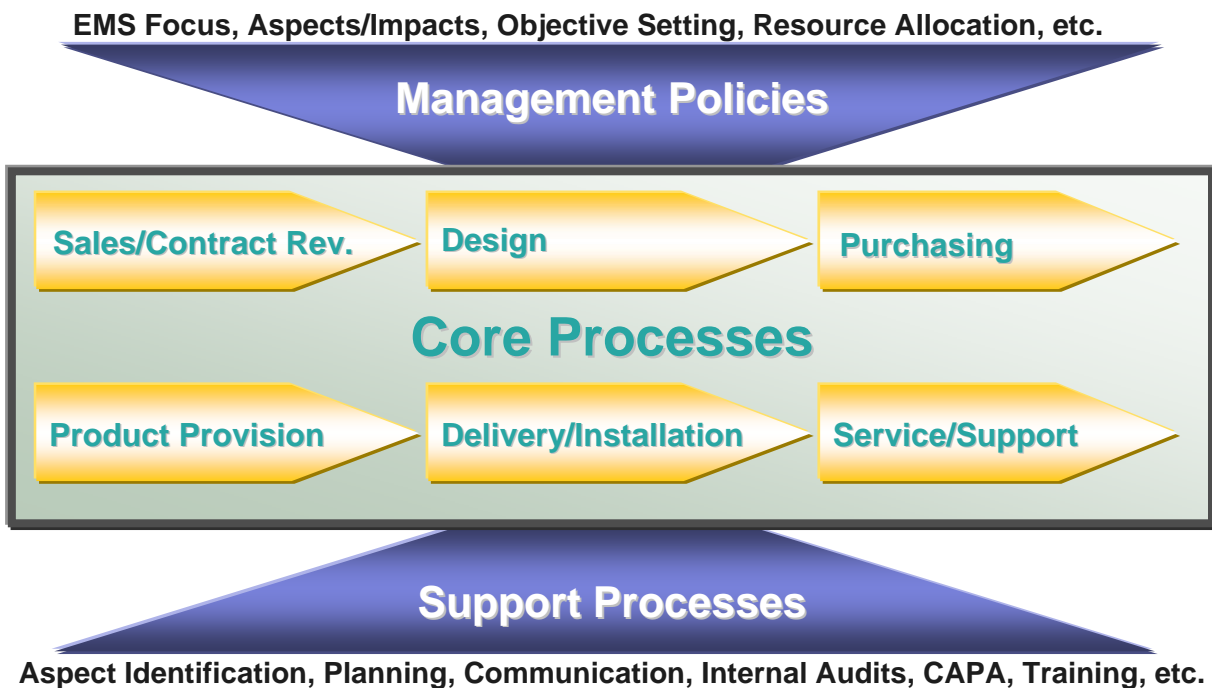 EMS Focus, Aspects/Impacts, Objective Setting, Resource Allocation, etc.
Management Policies
Sales/Contract Rev.
Design
Purchasing
Core Processes
Product Provision
Delivery/Installation
Service/Support
Support Processes
Aspect Identification, Planning, Communication, Internal Audits, CAPA, Training, etc.